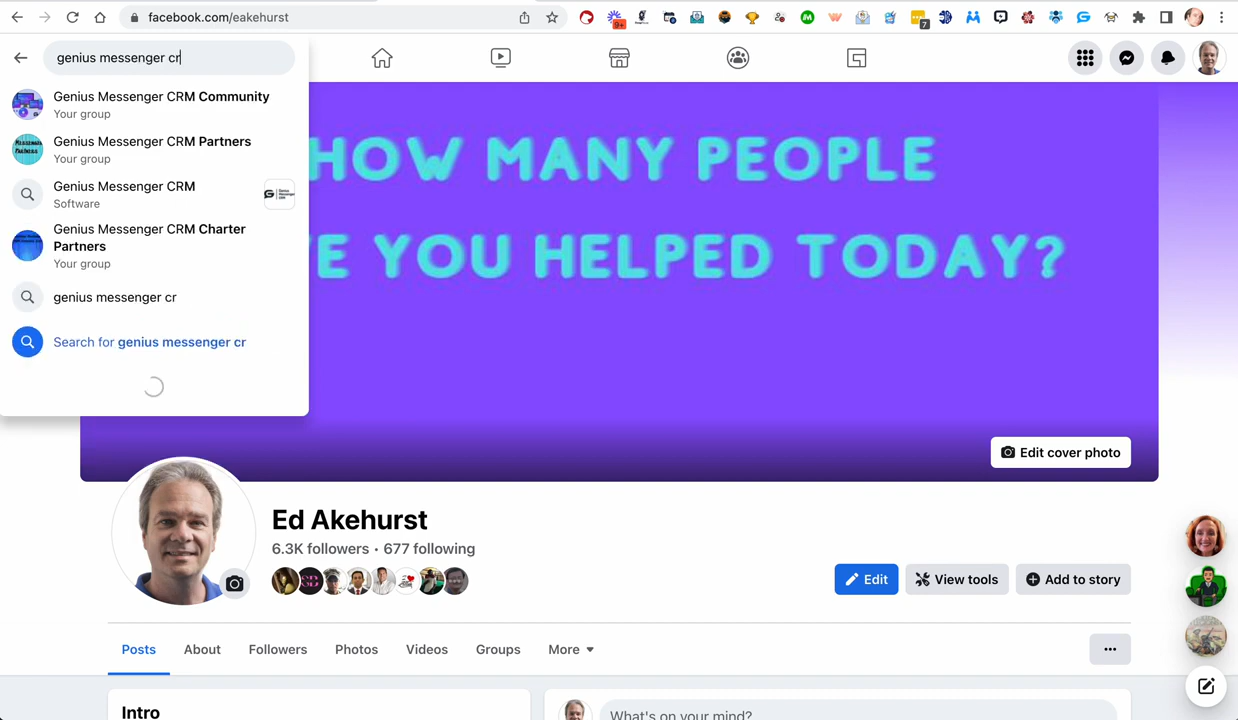 facebook.com/eakehurst
9+
7
genius messenger cr
Genius Messenger CRM Community
Your group
Genius Messenger CRM Partners
Your group
Genius Messenger CRM
Software
Genius Messenger CRM Charter
Partners
Your group
genius messenger cr
Search for genius messenger cr
HOW MANY PEOPLE
E YOU HELPED TODAY?
Edit cover photo
Ed Akehurst
6.3K followers • 677 following
Edit
View tools
Add to story
Posts
About
Followers
Photos
Videos
Groups
More
Intro
What's on your mind?